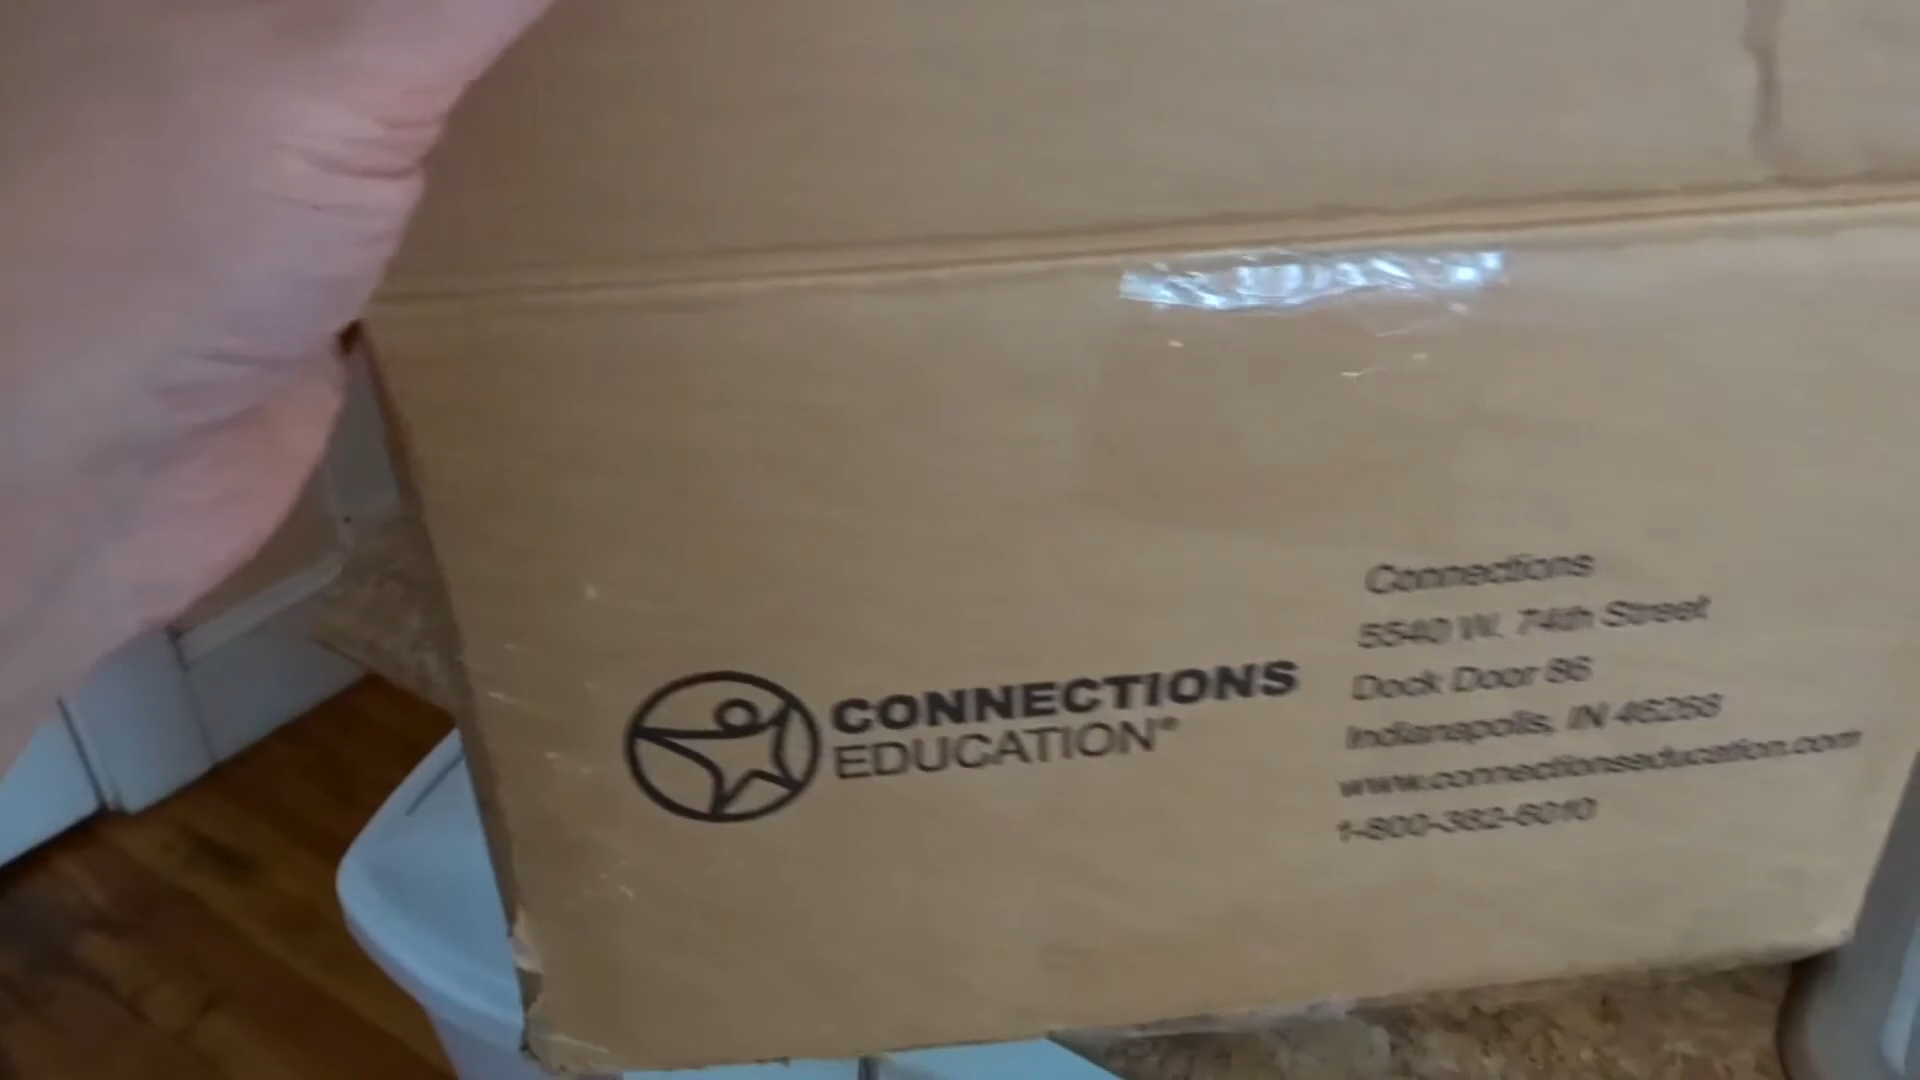 CONNECTIONS
EDUCATION®
Connections
5540 W. 74th Street
Dock Door 86
Indianapolis, IN 46268
www.connectionseducation.com
1-800-382-6010